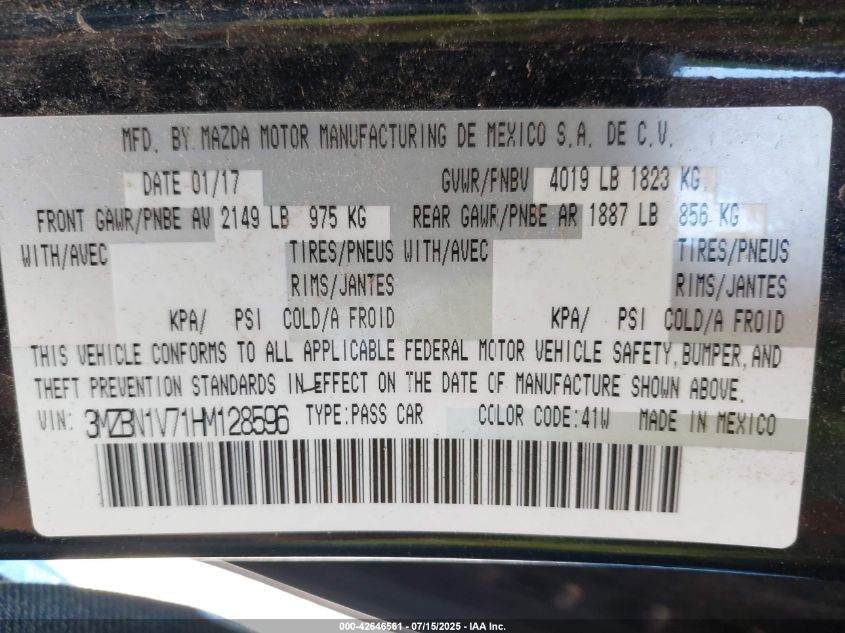 MFD. BY MAZDA MOTOR MANUFACTURING DE MEXICO S.A. DE C.V.
DATE 01/17 GVWR/PNBV 4019 LB 1823 KG
FRONT GAWR/PNBE AV 2149 LB 975 KG REAR GAWR/PNBE AR 1887 LB 856 KG
WITH/AVEC TIRES/PNEUS WITH/AVEC TIRES/PNEUS
RIMS/JANTES RIMS/JANTES
KPA/ PSI COLD/A FROID KPA/ PSI COLD/A FROID
THIS VEHICLE CONFORMS TO ALL APPLICABLE FEDERAL MOTOR VEHICLE SAFETY, BUMPER, AND
THEFT PREVENTION STANDARDS IN EFFECT ON THE DATE OF MANUFACTURE SHOWN ABOVE.
VIN: 3MZBN1V71HM128596 TYPE:PASS CAR COLOR CODE:41W MADE IN MEXICO
000-42646561 / 07/15/2025 - IAA Inc.